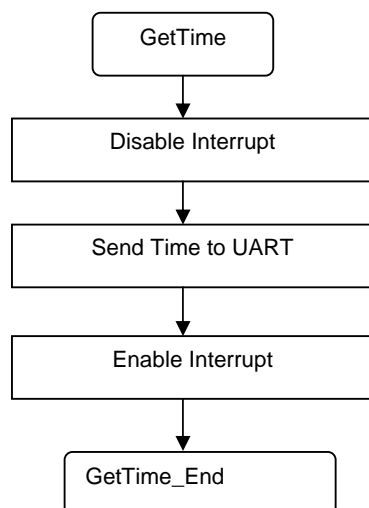 GetTime
Disable Interrupt
Send Time to UART
Enable Interrupt
GetTime_End